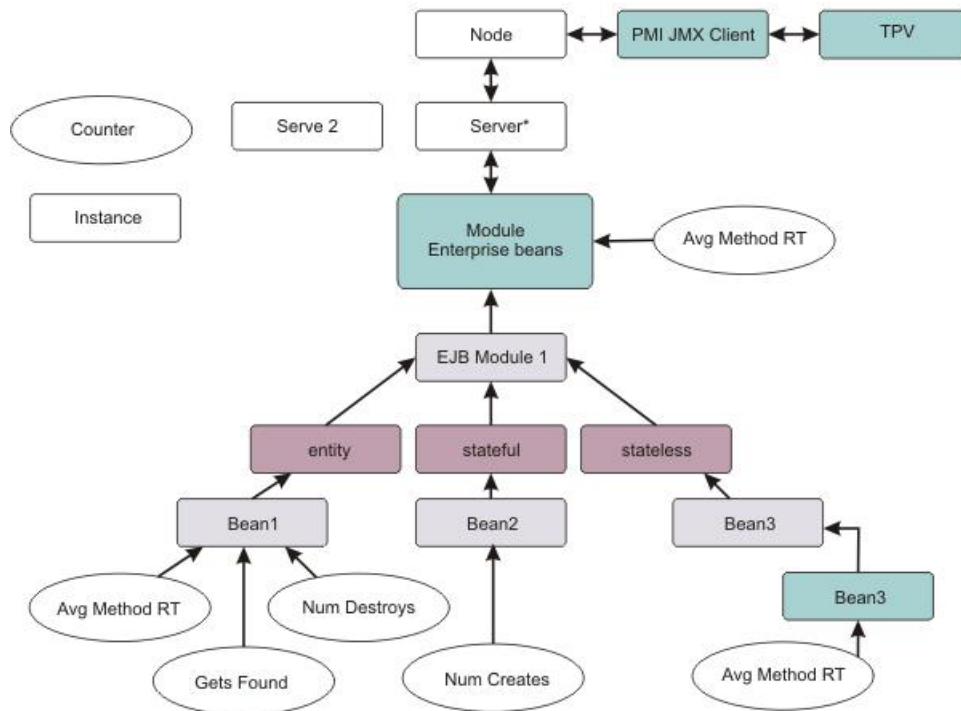 Node
PMI JMX Client
TPV
Counter
Serve 2
Server*
Instance
Module
Enterprise beans
Avg Method RT
EJB Module 1
entity
stateful
stateless
Bean1
Bean2
Bean3
Avg Method RT
Num Destroys
Bean3
Gets Found
Num Creates
Avg Method RT